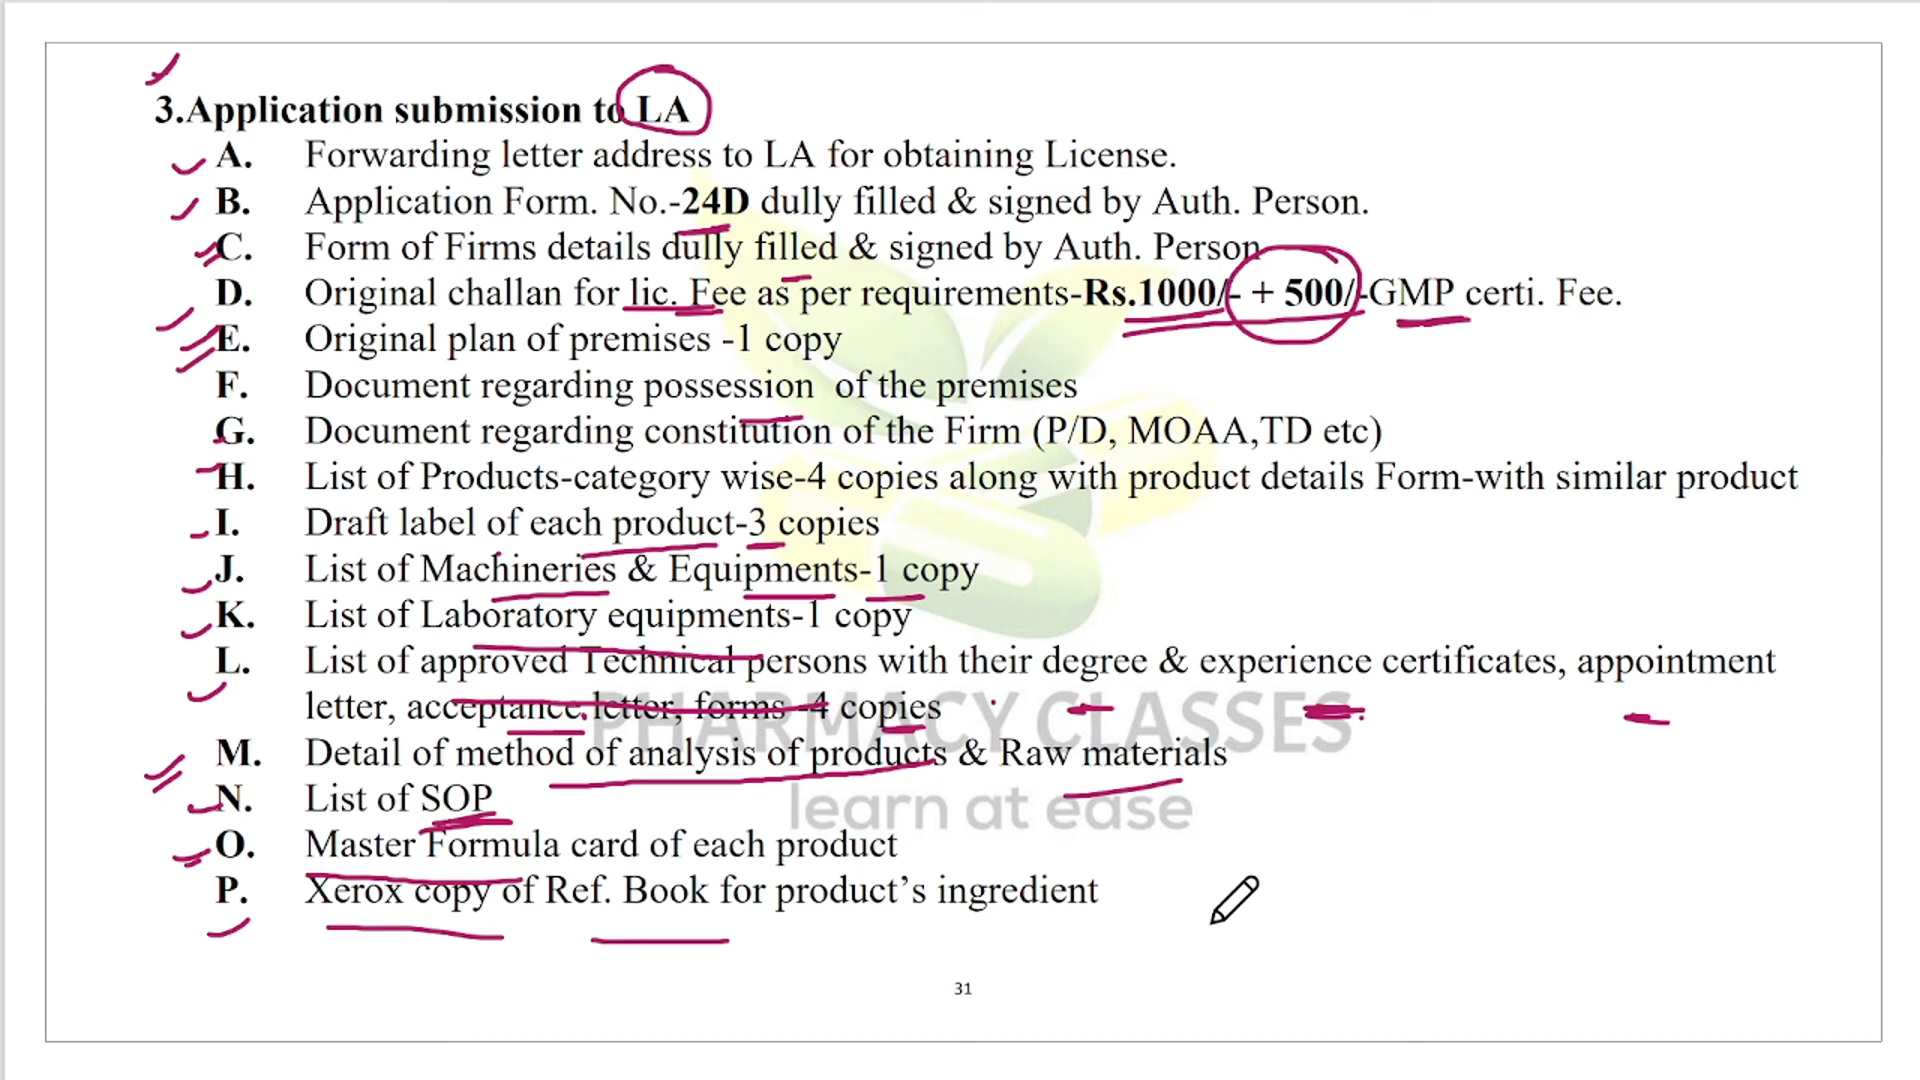 3.Application submission to LA
A. Forwarding letter address to LA for obtaining License.
B. Application Form. No.-24D dully filled & signed by Auth. Person.
C. Form of Firms details dully filled & signed by Auth. Person
D. Original challan for lic. Fee as per requirements-Rs.1000/- + 500/-GMP certi. Fee.
E. Original plan of premises -1 copy
F. Document regarding possession of the premises
G. Document regarding constitution of the Firm (P/D, MOAA,TD etc)
H. List of Products-category wise-4 copies along with product details Form-with similar product
I. Draft label of each product-3 copies
J. List of Machineries & Equipments-1 copy
K. List of Laboratory equipments-1 copy
L. List of approved Technical persons with their degree & experience certificates, appointment
letter, acceptance letter, forms -4 copies
PHARMACY CLASSES
M. Detail of method of analysis of products & Raw materials
N. List of SOP
learn at ease
O. Master Formula card of each product
P. Xerox copy of Ref. Book for product’s ingredient
31